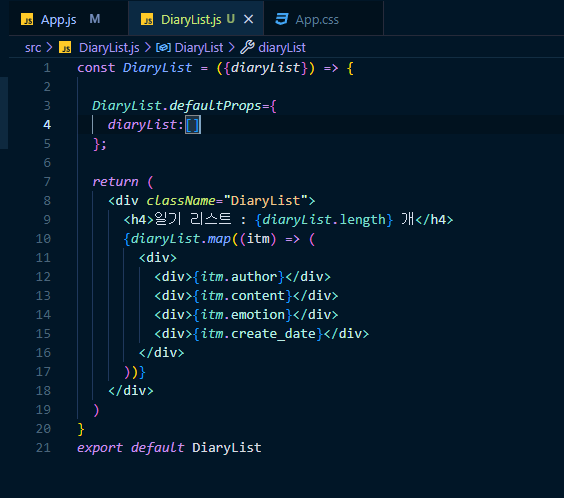 JS App.js M JS DiaryList.js U × App.css
src > JS DiaryList.js > DiaryList > diaryList
1 const DiaryList = ({diaryList}) => {
2
3 DiaryList.defaultProps={
4 diaryList:[]
5 };
6
7 return (
8 <div className="DiaryList">
9 <h4>일기 리스트 : {diaryList.length} 개</h4>
10 {diaryList.map((itm) => (
11 <div>
12 <div>{itm.author}</div>
13 <div>{itm.content}</div>
14 <div>{itm.emotion}</div>
15 <div>{itm.create_date}</div>
16 </div>
17 ))}
18 </div>
19 )
20 }
21 export default DiaryList